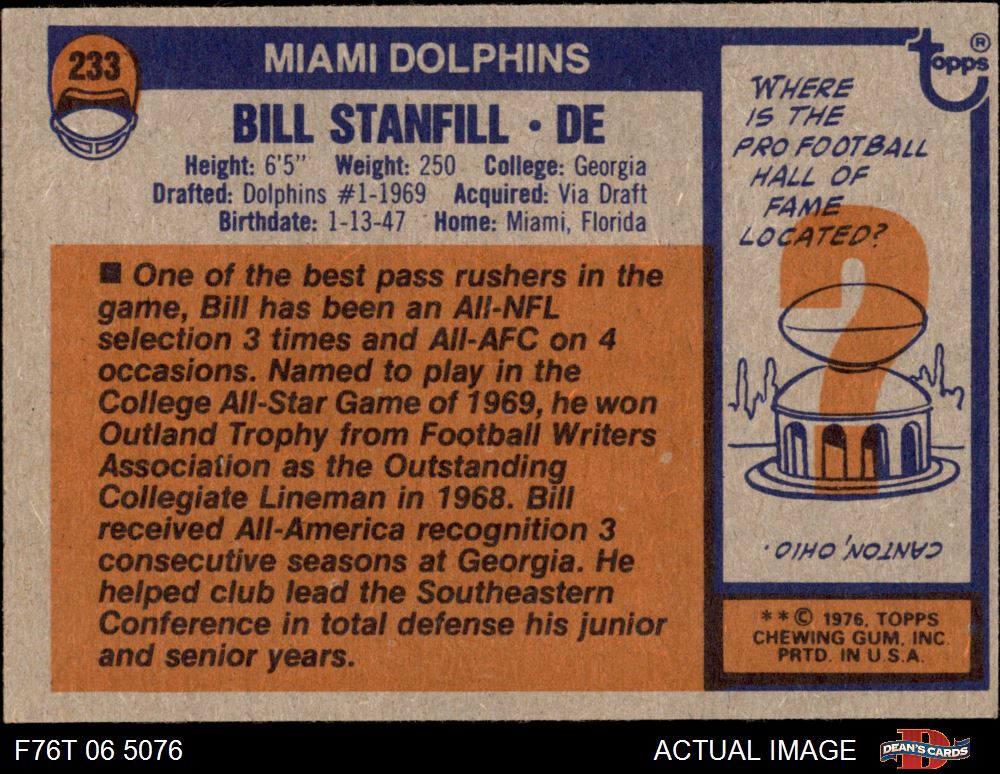 233
MIAMI DOLPHINS
BILL STANFILL • DE
Height: 6'5" Weight: 250 College: Georgia
Drafted: Dolphins #1-1969 Acquired: Via Draft
Birthdate: 1-13-47 Home: Miami, Florida
■ One of the best pass rushers in the
game, Bill has been an All-NFL
selection 3 times and All-AFC on 4
occasions. Named to play in the
College All-Star Game of 1969, he won
Outland Trophy from Football Writers
Association as the Outstanding
Collegiate Lineman in 1968. Bill
received All-America recognition 3
consecutive seasons at Georgia. He
helped club lead the Southeastern
Conference in total defense his junior
and senior years.
topps ®
WHERE
IS THE
PRO FOOTBALL
HALL OF
FAME
LOCATED?
?
CANTON, OHIO.
**© 1976, TOPPS
CHEWING GUM, INC.
PRTD. IN U.S.A.
F76T 06 5076
ACTUAL IMAGE
D
DEAN'S CARDS